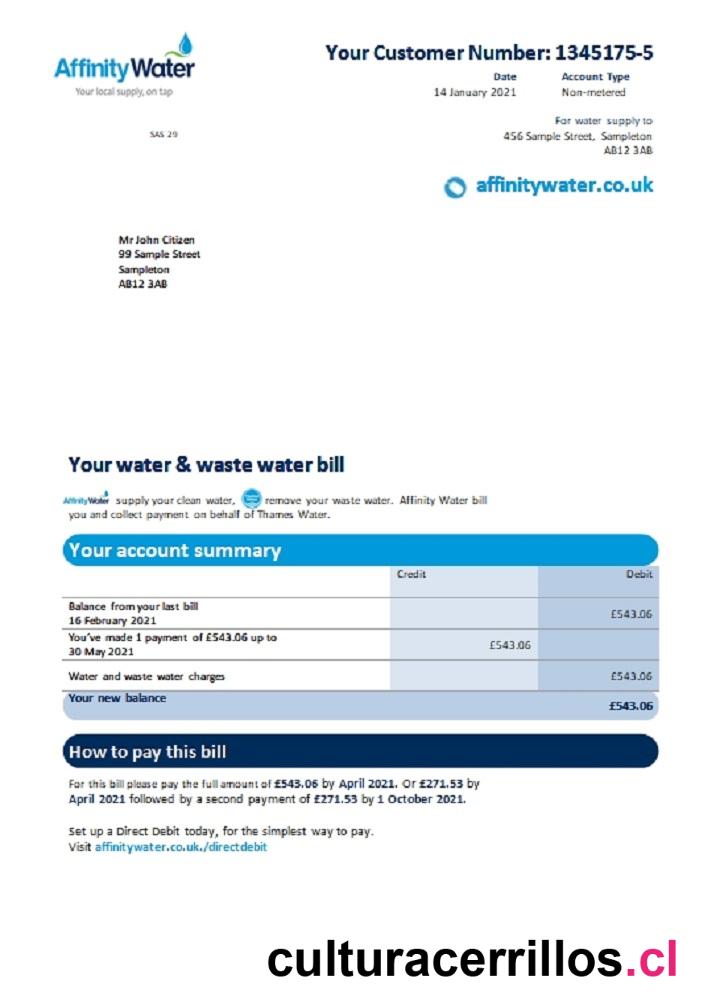 Affinity Water
Your local supply, on tap
Your Customer Number: 1345175-5
Date Account Type
14 January 2021 Non-metered
For water supply to
456 Sample Street, Sampleton
AB12 3AB
SAS 29
affinitywater.co.uk
Mr John Citizen
99 Sample Street
Sampleton
AB12 3AB
Your water & waste water bill
Affinity Water supply your clean water, remove your waste water. Affinity Water bill
you and collect payment on behalf of Thames Water.
Your account summary
Credit Debit
Balance from your last bill
16 February 2021 £543.06
You've made 1 payment of £543.06 up to
30 May 2021 £543.06
Water and waste water charges £543.06
Your new balance £543.06
How to pay this bill
For this bill please pay the full amount of £543.06 by April 2021. Or £271.53 by
April 2021 followed by a second payment of £271.53 by 1 October 2021.
Set up a Direct Debit today, for the simplest way to pay.
Visit affinitywater.co.uk./directdebit
culturacerrillos.cl